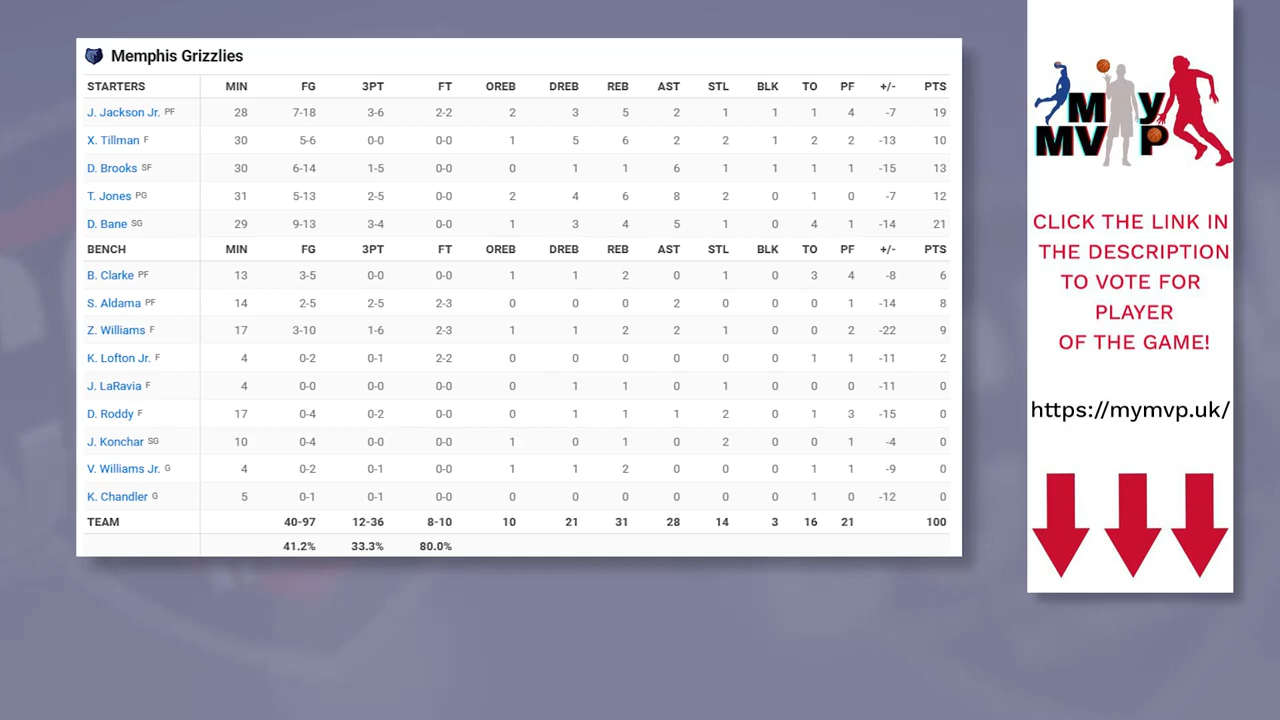 Memphis Grizzlies
STARTERS MIN FG 3PT FT OREB DREB REB AST STL BLK TO PF +/- PTS
J. Jackson Jr. PF 28 7-18 3-6 2-2 2 3 5 2 1 1 1 4 -7 19
X. Tillman F 30 5-6 0-0 0-0 1 5 6 2 2 1 2 2 -13 10
D. Brooks SF 30 6-14 1-5 0-0 0 1 1 6 1 1 1 1 -15 13
T. Jones PG 31 5-13 2-5 0-0 2 4 6 8 2 0 1 0 -7 12
D. Bane SG 29 9-13 3-4 0-0 1 3 4 5 1 0 4 1 -14 21
BENCH MIN FG 3PT FT OREB DREB REB AST STL BLK TO PF +/- PTS
B. Clarke PF 13 3-5 0-0 0-0 1 1 2 0 1 0 3 4 -8 6
S. Aldama PF 14 2-5 2-5 2-3 0 0 0 2 0 0 0 1 -14 8
Z. Williams F 17 3-10 1-6 2-3 1 1 2 2 1 0 0 2 -22 9
K. Lofton Jr. F 4 0-2 0-1 2-2 0 0 0 0 0 0 1 1 -11 2
J. LaRavia F 4 0-0 0-0 0-0 0 1 1 0 1 0 0 0 -11 0
D. Roddy F 17 0-4 0-2 0-0 0 1 1 1 2 0 1 3 -15 0
J. Konchar SG 10 0-4 0-0 0-0 1 0 1 0 2 0 0 1 -4 0
V. Williams Jr. G 4 0-2 0-1 0-0 1 1 2 0 0 0 1 1 -9 0
K. Chandler G 5 0-1 0-1 0-0 0 0 0 0 0 0 1 0 -12 0
TEAM 40-97 12-36 8-10 10 21 31 28 14 3 16 21 100
41.2% 33.3% 80.0%
My
MVP
CLICK THE LINK IN
THE DESCRIPTION
TO VOTE FOR
PLAYER
OF THE GAME!
https://mymvp.uk/